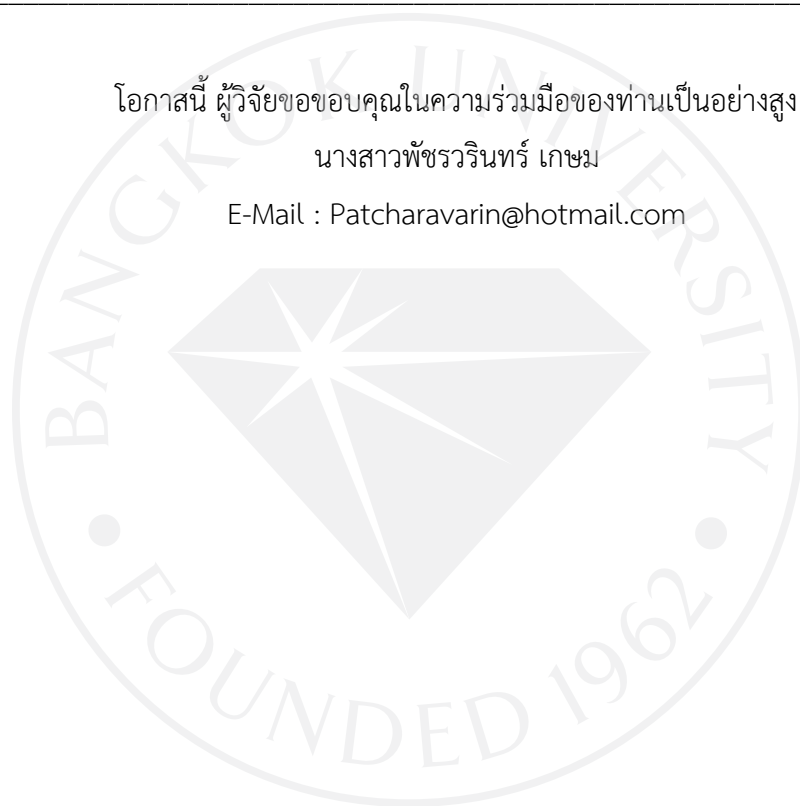 โอกาสนี้ ผู้วิจัยขอขอบคุณในความร่วมมือของท่านเป็นอย่างสูง
นางสาวพัชรวรินทร์ เกษม
E-Mail : Patcharavarin@hotmail.com
BANGKOK UNIVERSITY
FOUNDED 1962